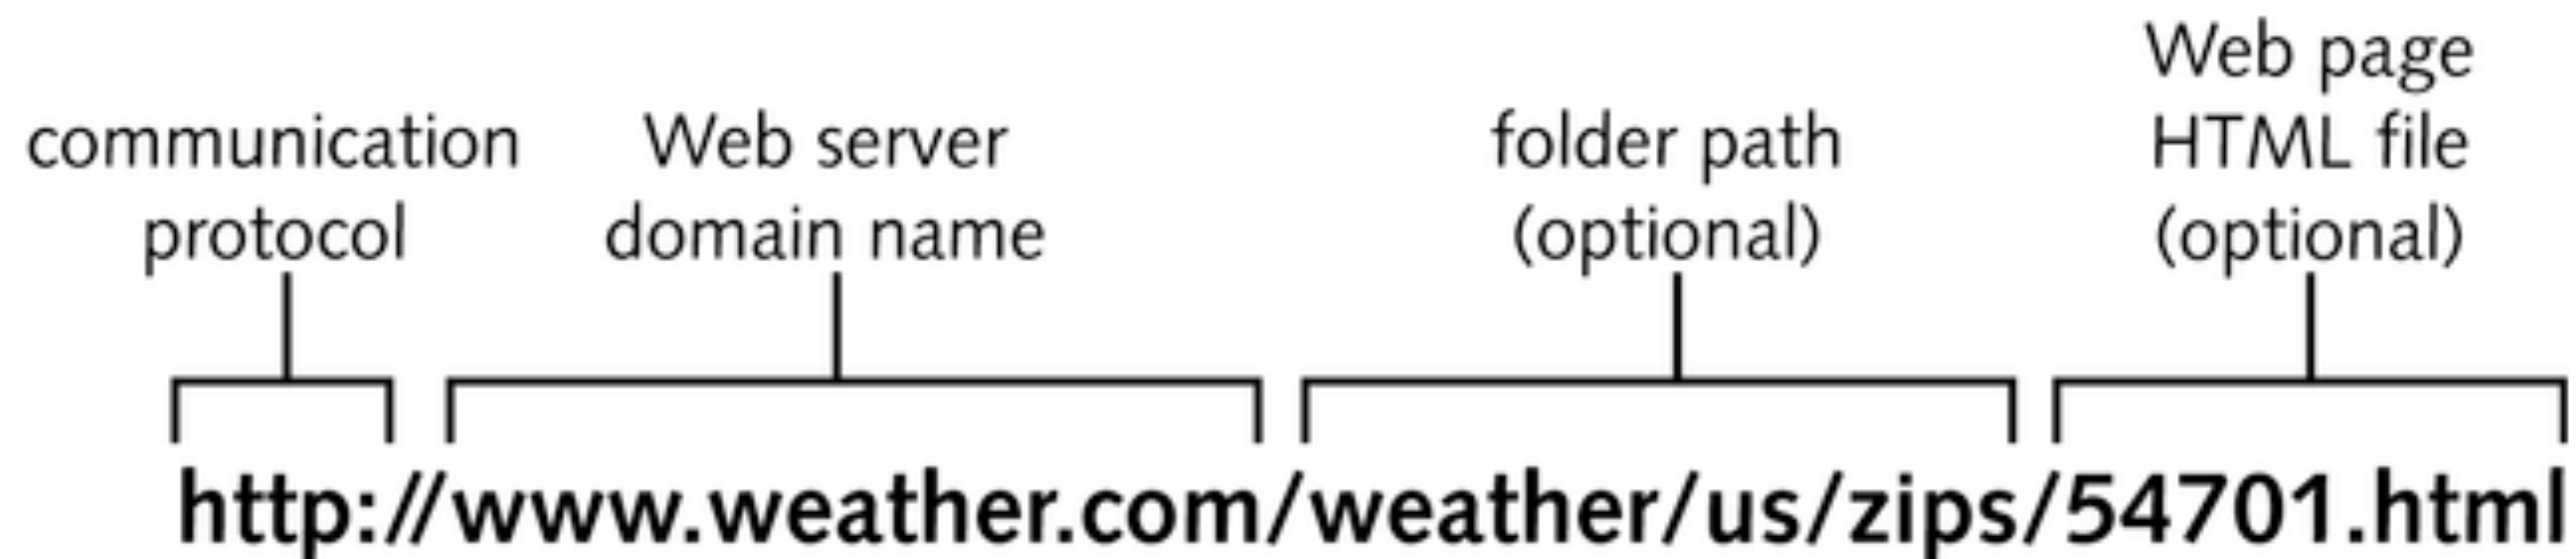 communication
protocol
Web server
domain name
folder path
(optional)
Web page
HTML file
(optional)
http://www.weather.com/weather/us/zips/54701.html